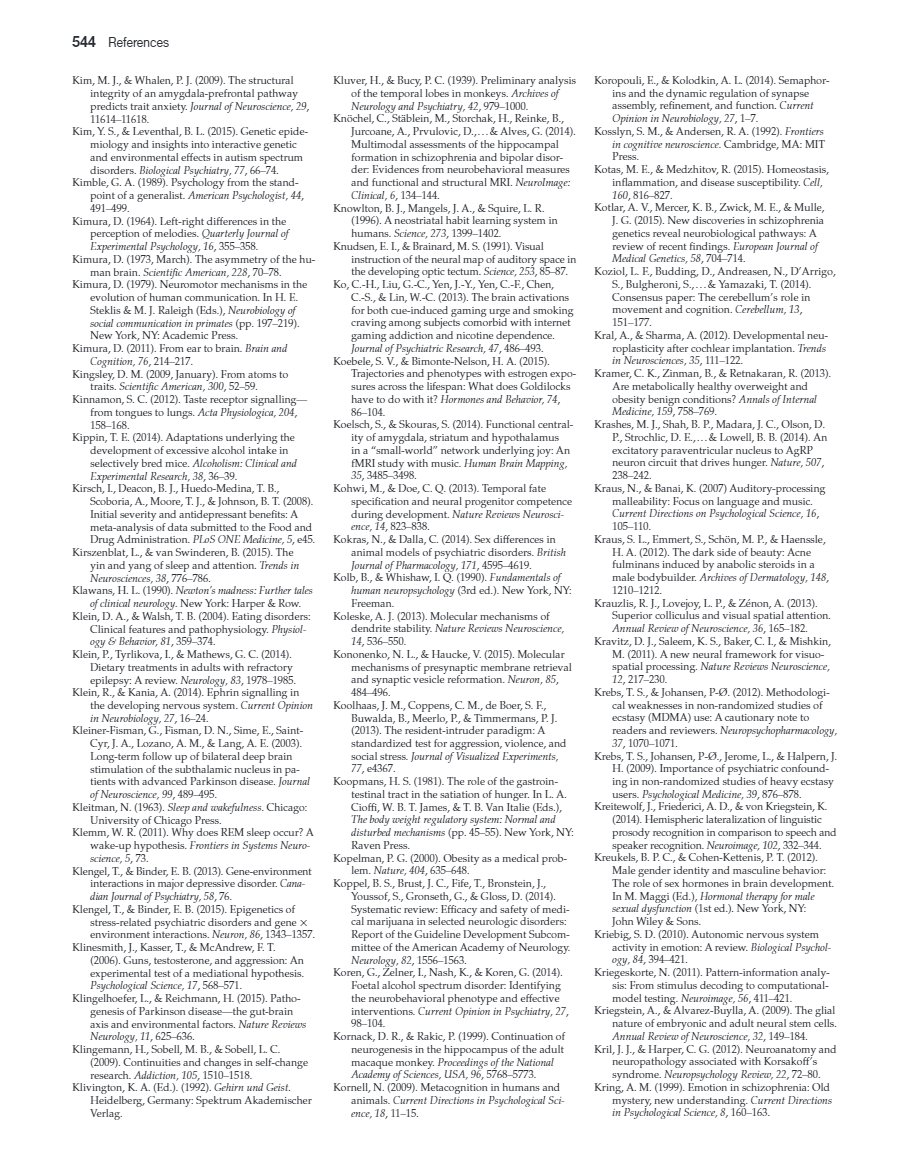 544 References
Kim, M. J., & Whalen, P. J. (2009). The structural
integrity of an amygdala-prefrontal pathway
predicts trait anxiety. Journal of Neuroscience, 29,
11614–11618.
Kim, Y. S., & Leventhal, B. L. (2015). Genetic epide-
miology and insights into interactive genetic
and environmental effects in autism spectrum
disorders. Biological Psychiatry, 77, 66–74.
Kimble, G. A. (1989). Psychology from the stand-
point of a generalist. American Psychologist, 44,
491–499.
Kimura, D. (1964). Left-right differences in the
perception of melodies. Quarterly Journal of
Experimental Psychology, 16, 355–358.
Kimura, D. (1973, March). The asymmetry of the hu-
man brain. Scientific American, 228, 70–78.
Kimura, D. (1979). Neuromotor mechanisms in the
evolution of human communication. In H. E.
Steklis & M. J. Raleigh (Eds.), Neurobiology of
social communication in primates (pp. 197–219).
New York, NY: Academic Press.
Kimura, D. (2011). From ear to brain. Brain and
Cognition, 76, 214–217.
Kingsley, D. M. (2009, January). From atoms to
traits. Scientific American, 300, 52–59.
Kinnamon, S. C. (2012). Taste receptor signalling—
from tongues to lungs. Acta Physiologica, 204,
158–168.
Kippin, T. E. (2014). Adaptations underlying the
development of excessive alcohol intake in
selectively bred mice. Alcoholism: Clinical and
Experimental Research, 38, 36–39.
Kirsch, I., Deacon, B. J., Huedo-Medina, T. B.,
Scoboria, A., Moore, T. J., & Johnson, B. T. (2008).
Initial severity and antidepressant benefits: A
meta-analysis of data submitted to the Food and
Drug Administration. PLoS ONE Medicine, 5, e45.
Kirszenblat, L., & van Swinderen, B. (2015). The
yin and yang of sleep and attention. Trends in
Neurosciences, 38, 776–786.
Klawans, H. L. (1990). Newton's madness: Further tales
of clinical neurology. New York: Harper & Row.
Klein, D. A., & Walsh, T. B. (2004). Eating disorders:
Clinical features and pathophysiology. Physiol-
ogy & Behavior, 81, 359–374.
Klein, P., Tyrlikova, I., & Mathews, G. C. (2014).
Dietary treatments in adults with refractory
epilepsy: A review. Neurology, 83, 1978–1985.
Klein, R., & Kania, A. (2014). Ephrin signalling in
the developing nervous system. Current Opinion
in Neurobiology, 27, 16–24.
Kleiner-Fisman, G., Fisman, D. N., Sime, E., Saint-
Cyr, J. A., Lozano, A. M., & Lang, A. E. (2003).
Long-term follow up of bilateral deep brain
stimulation of the subthalamic nucleus in pa-
tients with advanced Parkinson disease. Journal
of Neuroscience, 99, 489–495.
Kleitman, N. (1963). Sleep and wakefulness. Chicago:
University of Chicago Press.
Klemm, W. R. (2011). Why does REM sleep occur? A
wake-up hypothesis. Frontiers in Systems Neuro-
science, 5, 73.
Klengel, T., & Binder, E. B. (2013). Gene-environment
interactions in major depressive disorder. Cana-
dian Journal of Psychiatry, 58, 76.
Klengel, T., & Binder, E. B. (2015). Epigenetics of
stress-related psychiatric disorders and gene ×
environment interactions. Neuron, 86, 1343–1357.
Klinesmith, J., Kasser, T., & McAndrew, F. T.
(2006). Guns, testosterone, and aggression: An
experimental test of a mediational hypothesis.
Psychological Science, 17, 568–571.
Klingelhoefer, L., & Reichmann, H. (2015). Patho-
genesis of Parkinson disease—the gut-brain
axis and environmental factors. Nature Reviews
Neurology, 11, 625–636.
Klingemann, H., Sobell, M. B., & Sobell, L. C.
(2009). Continuities and changes in self-change
research. Addiction, 105, 1510–1518.
Klivington, K. A. (Ed.). (1992). Gehirn und Geist.
Heidelberg, Germany: Spektrum Akademischer
Verlag.
Kluver, H., & Bucy, P. C. (1939). Preliminary analysis
of the temporal lobes in monkeys. Archives of
Neurology and Psychiatry, 42, 979–1000.
Knöchel, C., Stäblein, M., Storchak, H., Reinke, B.,
Jurcoane, A., Prvulovic, D.,…& Alves, G. (2014).
Multimodal assessments of the hippocampal
formation in schizophrenia and bipolar disor-
der: Evidences from neurobehavioral measures
and functional and structural MRI. NeuroImage:
Clinical, 6, 134–144.
Knowlton, B. J., Mangels, J. A., & Squire, L. R.
(1996). A neostriatal habit learning system in
humans. Science, 273, 1399–1402.
Knudsen, E. I., & Brainard, M. S. (1991). Visual
instruction of the neural map of auditory space in
the developing optic tectum. Science, 253, 85–87.
Ko, C.-H., Liu, G.-C., Yen, J.-Y., Yen, C.-F., Chen,
C.-S., & Lin, W.-C. (2013). The brain activations
for both cue-induced gaming urge and smoking
craving among subjects comorbid with internet
gaming addiction and nicotine dependence.
Journal of Psychiatric Research, 47, 486–493.
Koebele, S. V., & Bimonte-Nelson, H. A. (2015).
Trajectories and phenotypes with estrogen expo-
sures across the lifespan: What does Goldilocks
have to do with it? Hormones and Behavior, 74,
86–104.
Koelsch, S., & Skouras, S. (2014). Functional central-
ity of amygdala, striatum and hypothalamus
in a “small-world” network underlying joy: An
fMRI study with music. Human Brain Mapping,
35, 3485–3498.
Kohwi, M., & Doe, C. Q. (2013). Temporal fate
specification and neural progenitor competence
during development. Nature Reviews Neurosci-
ence, 14, 823–838.
Kokras, N., & Dalla, C. (2014). Sex differences in
animal models of psychiatric disorders. British
Journal of Pharmacology, 171, 4595–4619.
Kolb, B., & Whishaw, I. Q. (1990). Fundamentals of
human neuropsychology (3rd ed.). New York, NY:
Freeman.
Koleske, A. J. (2013). Molecular mechanisms of
dendrite stability. Nature Reviews Neuroscience,
14, 536–550.
Kononenko, N. L., & Haucke, V. (2015). Molecular
mechanisms of presynaptic membrane retrieval
and synaptic vesicle reformation. Neuron, 85,
484–496.
Koolhaas, J. M., Coppens, C. M., de Boer, S. F.,
Buwalda, B., Meerlo, P., & Timmermans, P. J.
(2013). The resident-intruder paradigm: A
standardized test for aggression, violence, and
social stress. Journal of Visualized Experiments,
77, e4367.
Koopmans, H. S. (1981). The role of the gastroin-
testinal tract in the satiation of hunger. In L. A.
Cioffi, W. B. T. James, & T. B. Van Italie (Eds.),
The body weight regulatory system: Normal and
disturbed mechanisms (pp. 45–55). New York, NY:
Raven Press.
Kopelman, P. G. (2000). Obesity as a medical prob-
lem. Nature, 404, 635–648.
Koppel, B. S., Brust, J. C., Fife, T., Bronstein, J.,
Youssof, S., Gronseth, G., & Gloss, D. (2014).
Systematic review: Efficacy and safety of medi-
cal marijuana in selected neurologic disorders:
Report of the Guideline Development Subcom-
mittee of the American Academy of Neurology.
Neurology, 82, 1556–1563.
Koren, G., Zelner, I., Nash, K., & Koren, G. (2014).
Foetal alcohol spectrum disorder: Identifying
the neurobehavioral phenotype and effective
interventions. Current Opinion in Psychiatry, 27,
98–104.
Kornack, D. R., & Rakic, P. (1999). Continuation of
neurogenesis in the hippocampus of the adult
macaque monkey. Proceedings of the National
Academy of Sciences, USA, 96, 5768–5773.
Kornell, N. (2009). Metacognition in humans and
animals. Current Directions in Psychological Sci-
ence, 18, 11–15.
Koropouli, E., & Kolodkin, A. L. (2014). Semaphor-
ins and the dynamic regulation of synapse
assembly, refinement, and function. Current
Opinion in Neurobiology, 27, 1–7.
Kosslyn, S. M., & Andersen, R. A. (1992). Frontiers
in cognitive neuroscience. Cambridge, MA: MIT
Press.
Kotas, M. E., & Medzhitov, R. (2015). Homeostasis,
inflammation, and disease susceptibility. Cell,
160, 816–827.
Kotlar, A. V., Mercer, K. B., Zwick, M. E., & Mulle,
J. G. (2015). New discoveries in schizophrenia
genetics reveal neurobiological pathways: A
review of recent findings. European Journal of
Medical Genetics, 58, 704–714.
Koziol, L. F., Budding, D., Andreasen, N., D'Arrigo,
S., Bulgheroni, S.,…& Yamazaki, T. (2014).
Consensus paper: The cerebellum's role in
movement and cognition. Cerebellum, 13,
151–177.
Kral, A., & Sharma, A. (2012). Developmental neu-
roplasticity after cochlear implantation. Trends
in Neurosciences, 35, 111–122.
Kramer, C. K., Zinman, B., & Retnakaran, R. (2013).
Are metabolically healthy overweight and
obesity benign conditions? Annals of Internal
Medicine, 159, 758–769.
Krashes, M. J., Shah, B. P., Madara, J. C., Olson, D.
P., Strochlic, D. E.,…& Lowell, B. B. (2014). An
excitatory paraventricular nucleus to AgRP
neuron circuit that drives hunger. Nature, 507,
238–242.
Kraus, N., & Banai, K. (2007) Auditory-processing
malleability: Focus on language and music.
Current Directions on Psychological Science, 16,
105–110.
Kraus, S. L., Emmert, S., Schön, M. P., & Haenssle,
H. A. (2012). The dark side of beauty: Acne
fulminans induced by anabolic steroids in a
male bodybuilder. Archives of Dermatology, 148,
1210–1212.
Krauzlis, R. J., Lovejoy, L. P., & Zénon, A. (2013).
Superior colliculus and visual spatial attention.
Annual Review of Neuroscience, 36, 165–182.
Kravitz, D. J., Saleem, K. S., Baker, C. I., & Mishkin,
M. (2011). A new neural framework for visuo-
spatial processing. Nature Reviews Neuroscience,
12, 217–230.
Krebs, T. S., & Johansen, P-Ø. (2012). Methodologi-
cal weaknesses in non-randomized studies of
ecstasy (MDMA) use: A cautionary note to
readers and reviewers. Neuropsychopharmacology,
37, 1070–1071.
Krebs, T. S., Johansen, P-Ø., Jerome, L., & Halpern, J.
H. (2009). Importance of psychiatric confound-
ing in non-randomized studies of heavy ecstasy
users. Psychological Medicine, 39, 876–878.
Kreitewolf, J., Friederici, A. D., & von Kriegstein, K.
(2014). Hemispheric lateralization of linguistic
prosody recognition in comparison to speech and
speaker recognition. Neuroimage, 102, 332–344.
Kreukels, B. P. C., & Cohen-Kettenis, P. T. (2012).
Male gender identity and masculine behavior:
The role of sex hormones in brain development.
In M. Maggi (Ed.), Hormonal therapy for male
sexual dysfunction (1st ed.). New York, NY:
John Wiley & Sons.
Kriebig, S. D. (2010). Autonomic nervous system
activity in emotion: A review. Biological Psychol-
ogy, 84, 394–421.
Kriegeskorte, N. (2011). Pattern-information analy-
sis: From stimulus decoding to computational-
model testing. Neuroimage, 56, 411–421.
Kriegstein, A., & Alvarez-Buylla, A. (2009). The glial
nature of embryonic and adult neural stem cells.
Annual Review of Neuroscience, 32, 149–184.
Kril, J. J., & Harper, C. G. (2012). Neuroanatomy and
neuropathology associated with Korsakoff's
syndrome. Neuropsychology Review, 22, 72–80.
Kring, A. M. (1999). Emotion in schizophrenia: Old
mystery, new understanding. Current Directions
in Psychological Science, 8, 160–163.